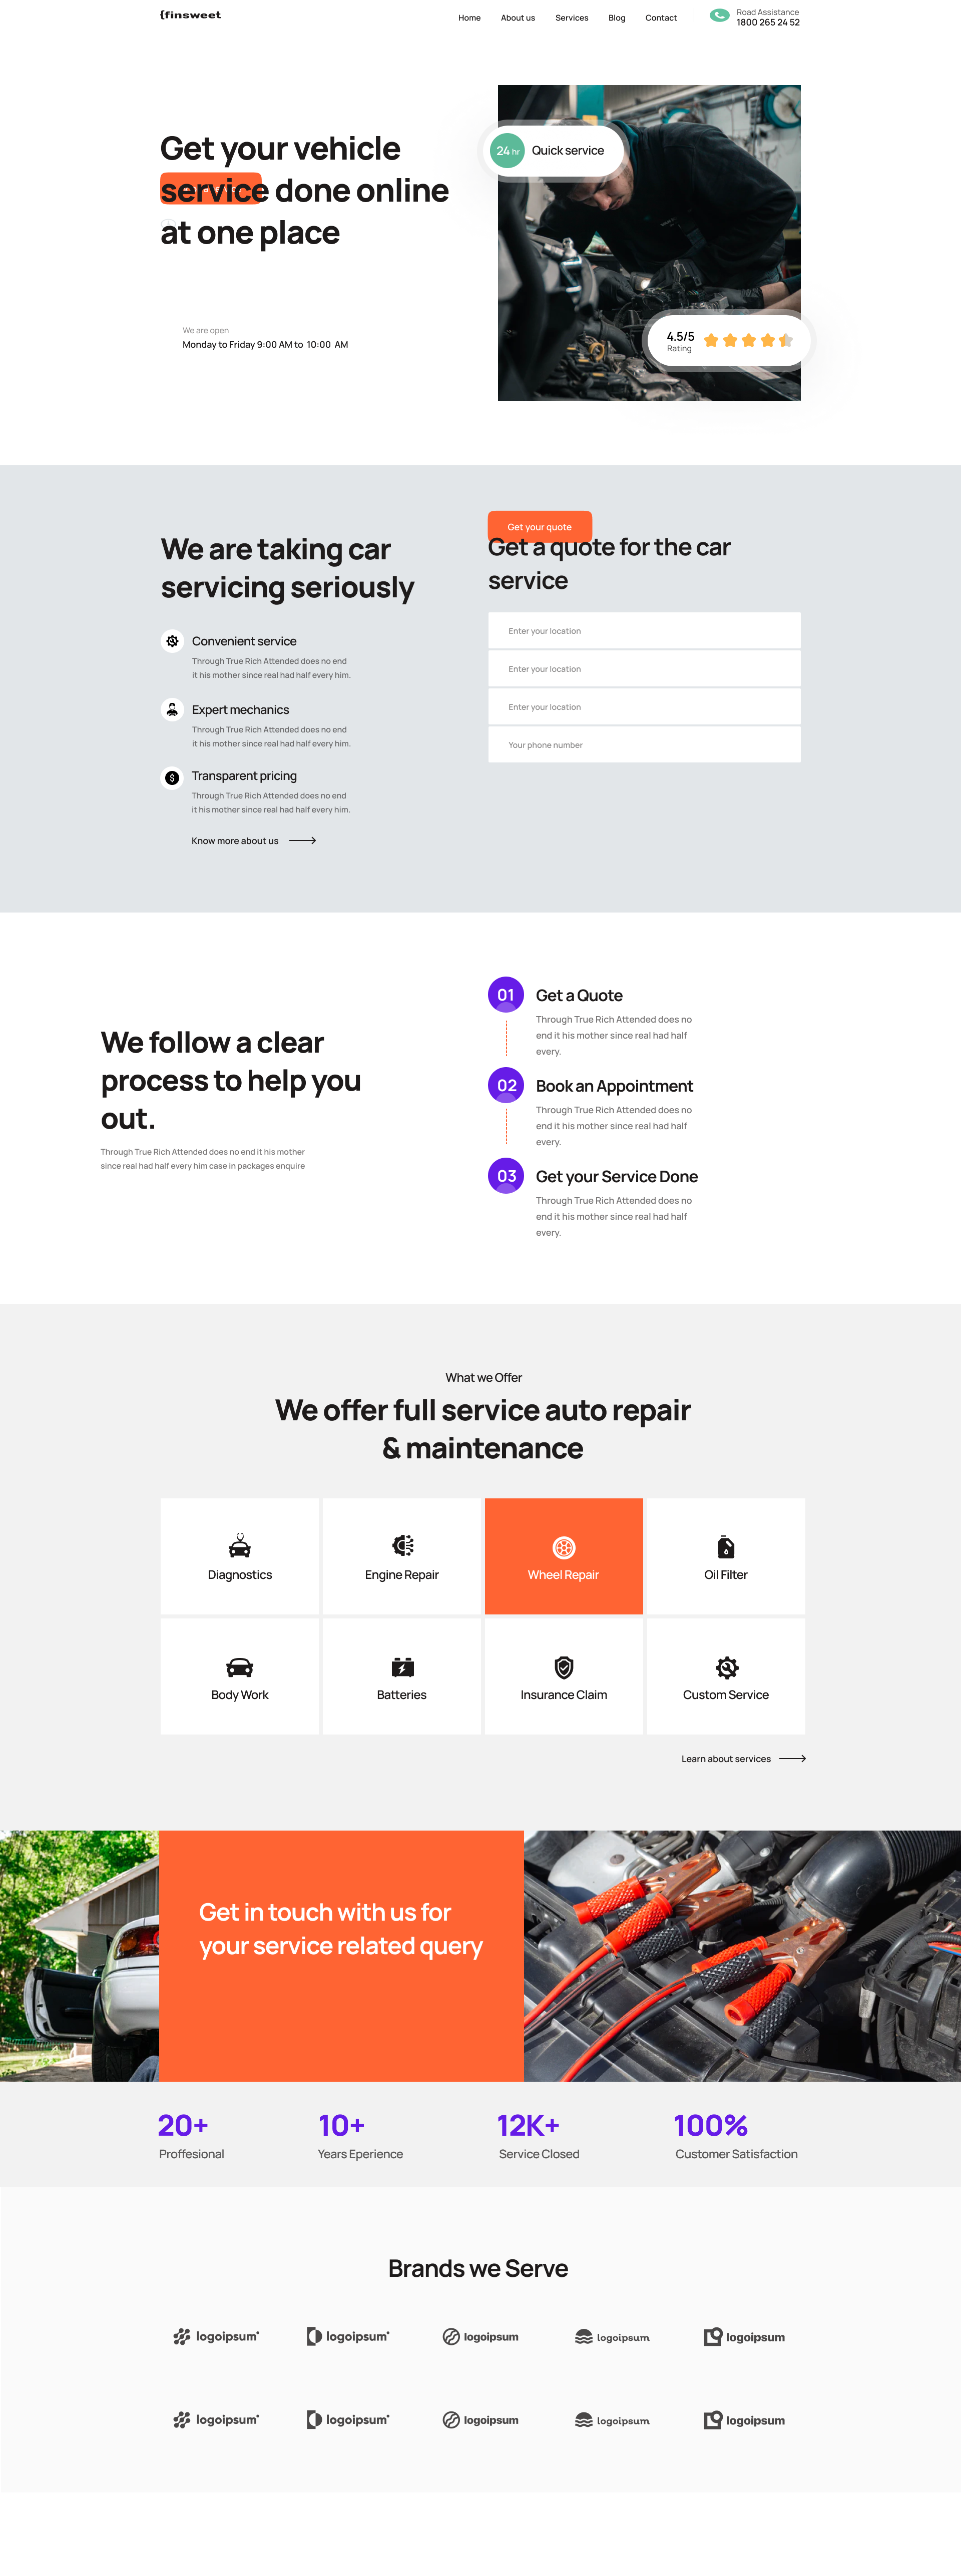 {finsweet
Home About us Services Blog Contact
Road Assistance
1800 265 24 52
Get your vehicle
service done online
at one place
24 hr Quick service
We are open
Monday to Friday 9:00 AM to 10:00 AM
4.5/5
Rating
We are taking car
servicing seriously
Convenient service
Through True Rich Attended does no end
it his mother since real had half every him.
Expert mechanics
Through True Rich Attended does no end
it his mother since real had half every him.
Transparent pricing
Through True Rich Attended does no end
it his mother since real had half every him.
Know more about us
Get your quote
Get a quote for the car
service
Enter your location
Enter your location
Enter your location
Your phone number
We follow a clear
process to help you
out.
Through True Rich Attended does no end it his mother
since real had half every him case in packages enquire
01
Get a Quote
Through True Rich Attended does no
end it his mother since real had half
every.
02
Book an Appointment
Through True Rich Attended does no
end it his mother since real had half
every.
03
Get your Service Done
Through True Rich Attended does no
end it his mother since real had half
every.
What we Offer
We offer full service auto repair
& maintenance
Diagnostics
Engine Repair
Wheel Repair
Oil Filter
Body Work
Batteries
Insurance Claim
Custom Service
Learn about services
Get in touch with us for
your service related query
20+
Proffesional
10+
Years Eperience
12K+
Service Closed
100%
Customer Satisfaction
Brands we Serve
logoipsum
logoipsum
logoipsum
logoipsum
logoipsum
logoipsum
logoipsum
logoipsum
logoipsum
logoipsum